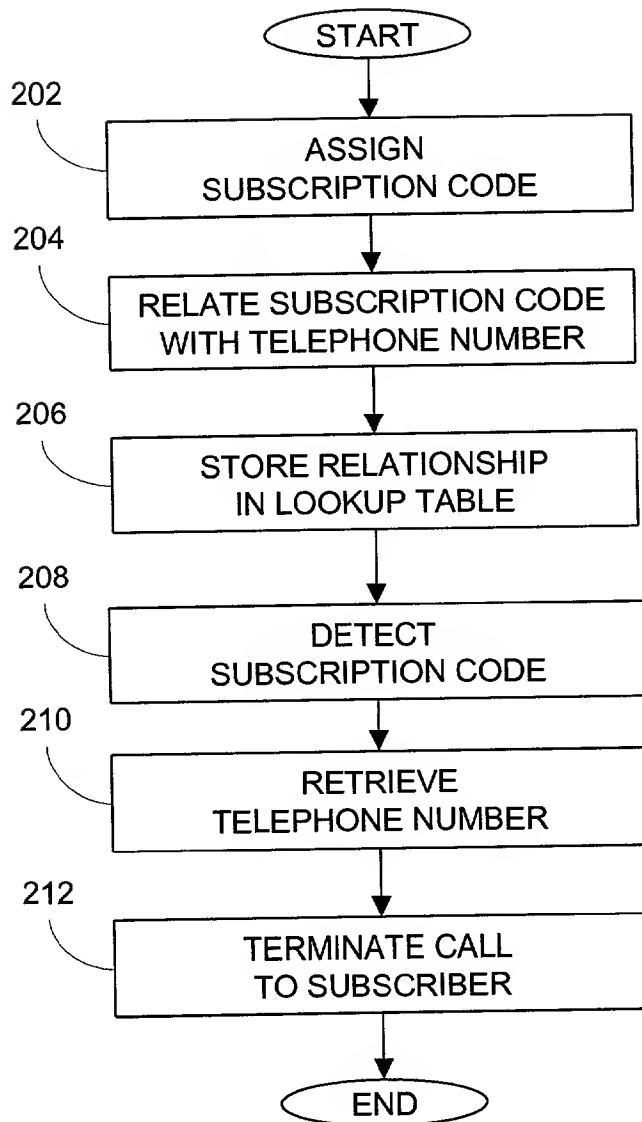 START
202
ASSIGN
SUBSCRIPTION CODE
204
RELATE SUBSCRIPTION CODE
WITH TELEPHONE NUMBER
206
STORE RELATIONSHIP
IN LOOKUP TABLE
208
DETECT
SUBSCRIPTION CODE
210
RETRIEVE
TELEPHONE NUMBER
212
TERMINATE CALL
TO SUBSCRIBER
END